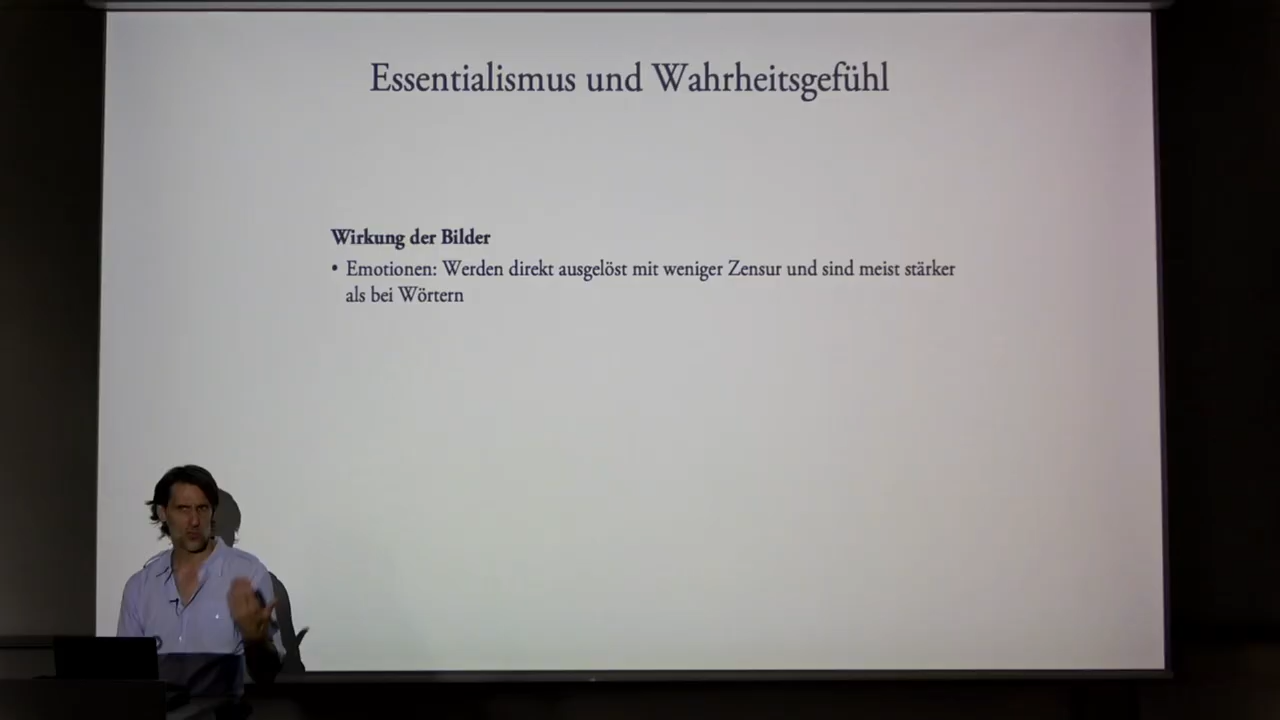 Essentialismus und Wahrheitsgefühl
Wirkung der Bilder
• Emotionen: Werden direkt ausgelöst mit weniger Zensur und sind meist stärker
als bei Wörtern